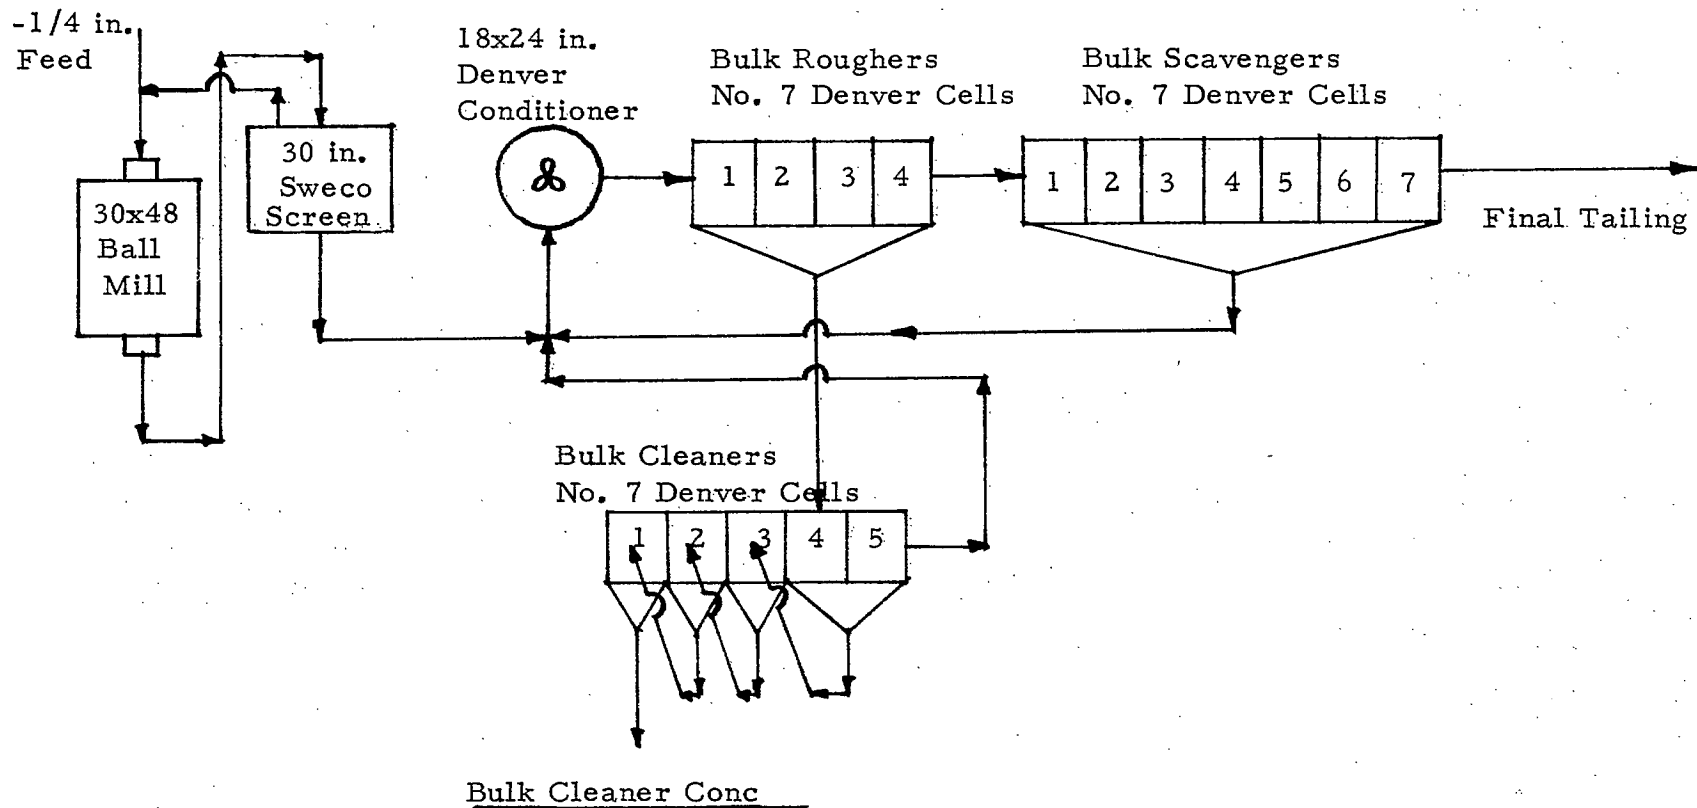 -1/4 in.
Feed
30x48
Ball
Mill
30 in.
Sweco
Screen
18x24 in.
Denver
Conditioner
Bulk Roughers
No. 7 Denver Cells
1 2 3 4
Bulk Scavengers
No. 7 Denver Cells
1 2 3 4 5 6 7
Final Tailing
Bulk Cleaners
No. 7 Denver Cells
1 2 3 4 5
Bulk Cleaner Conc